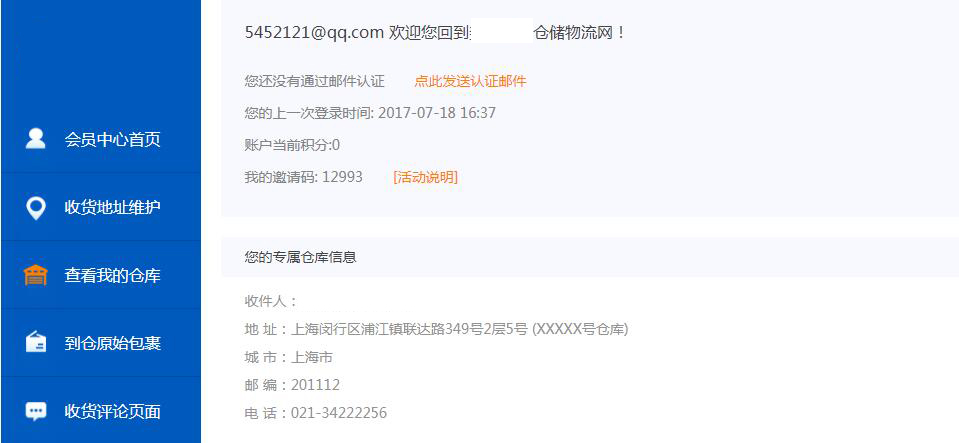 5452121@qq.com 欢迎您回到 仓储物流网！
您还没有通过邮件认证 点此发送认证邮件
您的上一次登录时间: 2017-07-18 16:37
账户当前积分:0
我的邀请码: 12993 [活动说明]
会员中心首页
收货地址维护
查看我的仓库
到仓原始包裹
收货评论页面
您的专属仓库信息
收件人：
地 址：上海闵行区浦江镇联达路349号2层5号 (XXXXX号仓库)
城 市：上海市
邮 编：201112
电 话：021-34222256